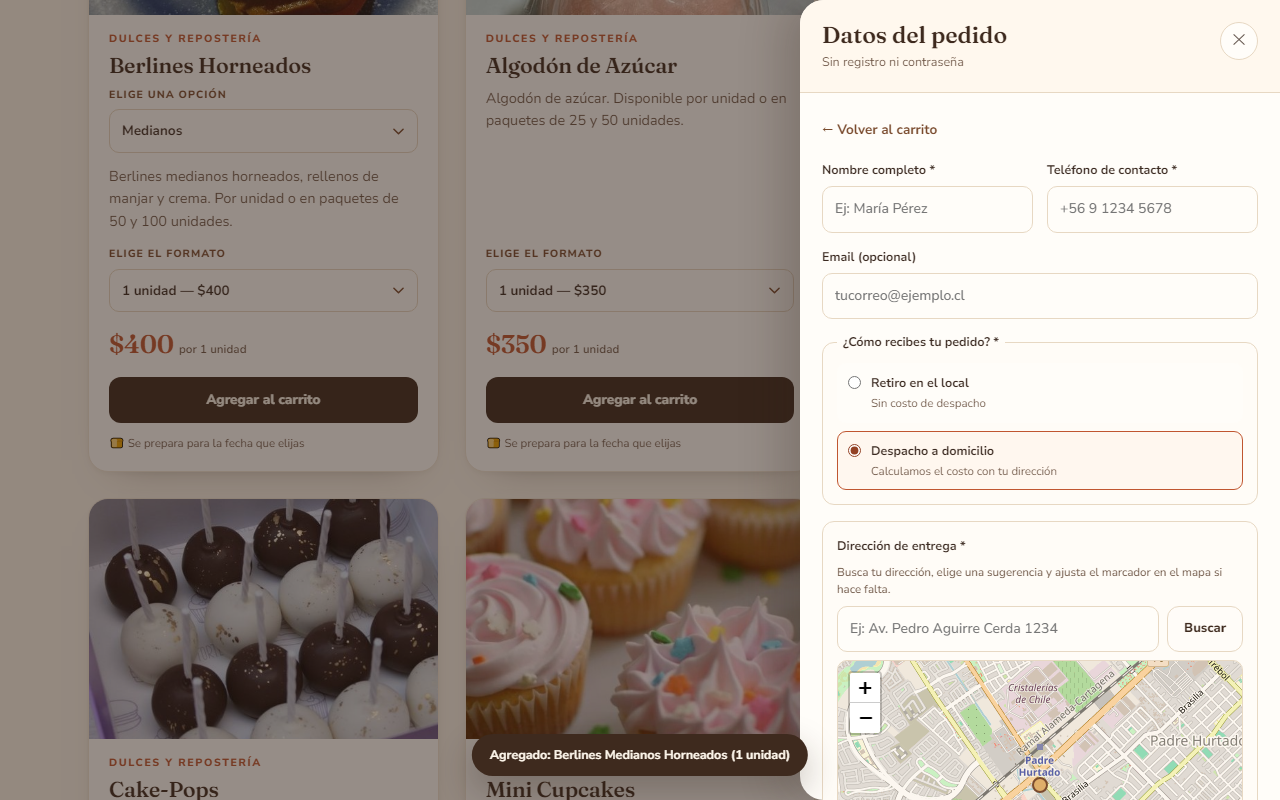 DULCES Y REPOSTERÍA
Berlines Horneados
ELIGE UNA OPCIÓN
Medianos
Berlines medianos horneados, rellenos de
manjar y crema. Por unidad o en paquetes de
50 y 100 unidades.
ELIGE EL FORMATO
1 unidad — $400
$400 por 1 unidad
Agregar al carrito
Se prepara para la fecha que elijas
DULCES Y REPOSTERÍA
Algodón de Azúcar
Algodón de azúcar. Disponible por unidad o en
paquetes de 25 y 50 unidades.
ELIGE EL FORMATO
1 unidad — $350
$350 por 1 unidad
Agregar al carrito
Se prepara para la fecha que elijas
DULCES Y REPOSTERÍA
Cake-Pops
Mini Cupcakes
Agregado: Berlines Medianos Horneados (1 unidad)
Datos del pedido
Sin registro ni contraseña
← Volver al carrito
Nombre completo *
Ej: María Pérez
Teléfono de contacto *
+56 9 1234 5678
Email (opcional)
tucorreo@ejemplo.cl
¿Cómo recibes tu pedido? *
Retiro en el local
Sin costo de despacho
Despacho a domicilio
Calculamos el costo con tu dirección
Dirección de entrega *
Busca tu dirección, elige una sugerencia y ajusta el marcador en el mapa si
hace falta.
Ej: Av. Pedro Aguirre Cerda 1234
Buscar
+
−
Cristalerías
de Chile
Ramal Alameda-Cartagena
Brasilia
Padre Hurtado
Padre
Hurtado
Brasilia